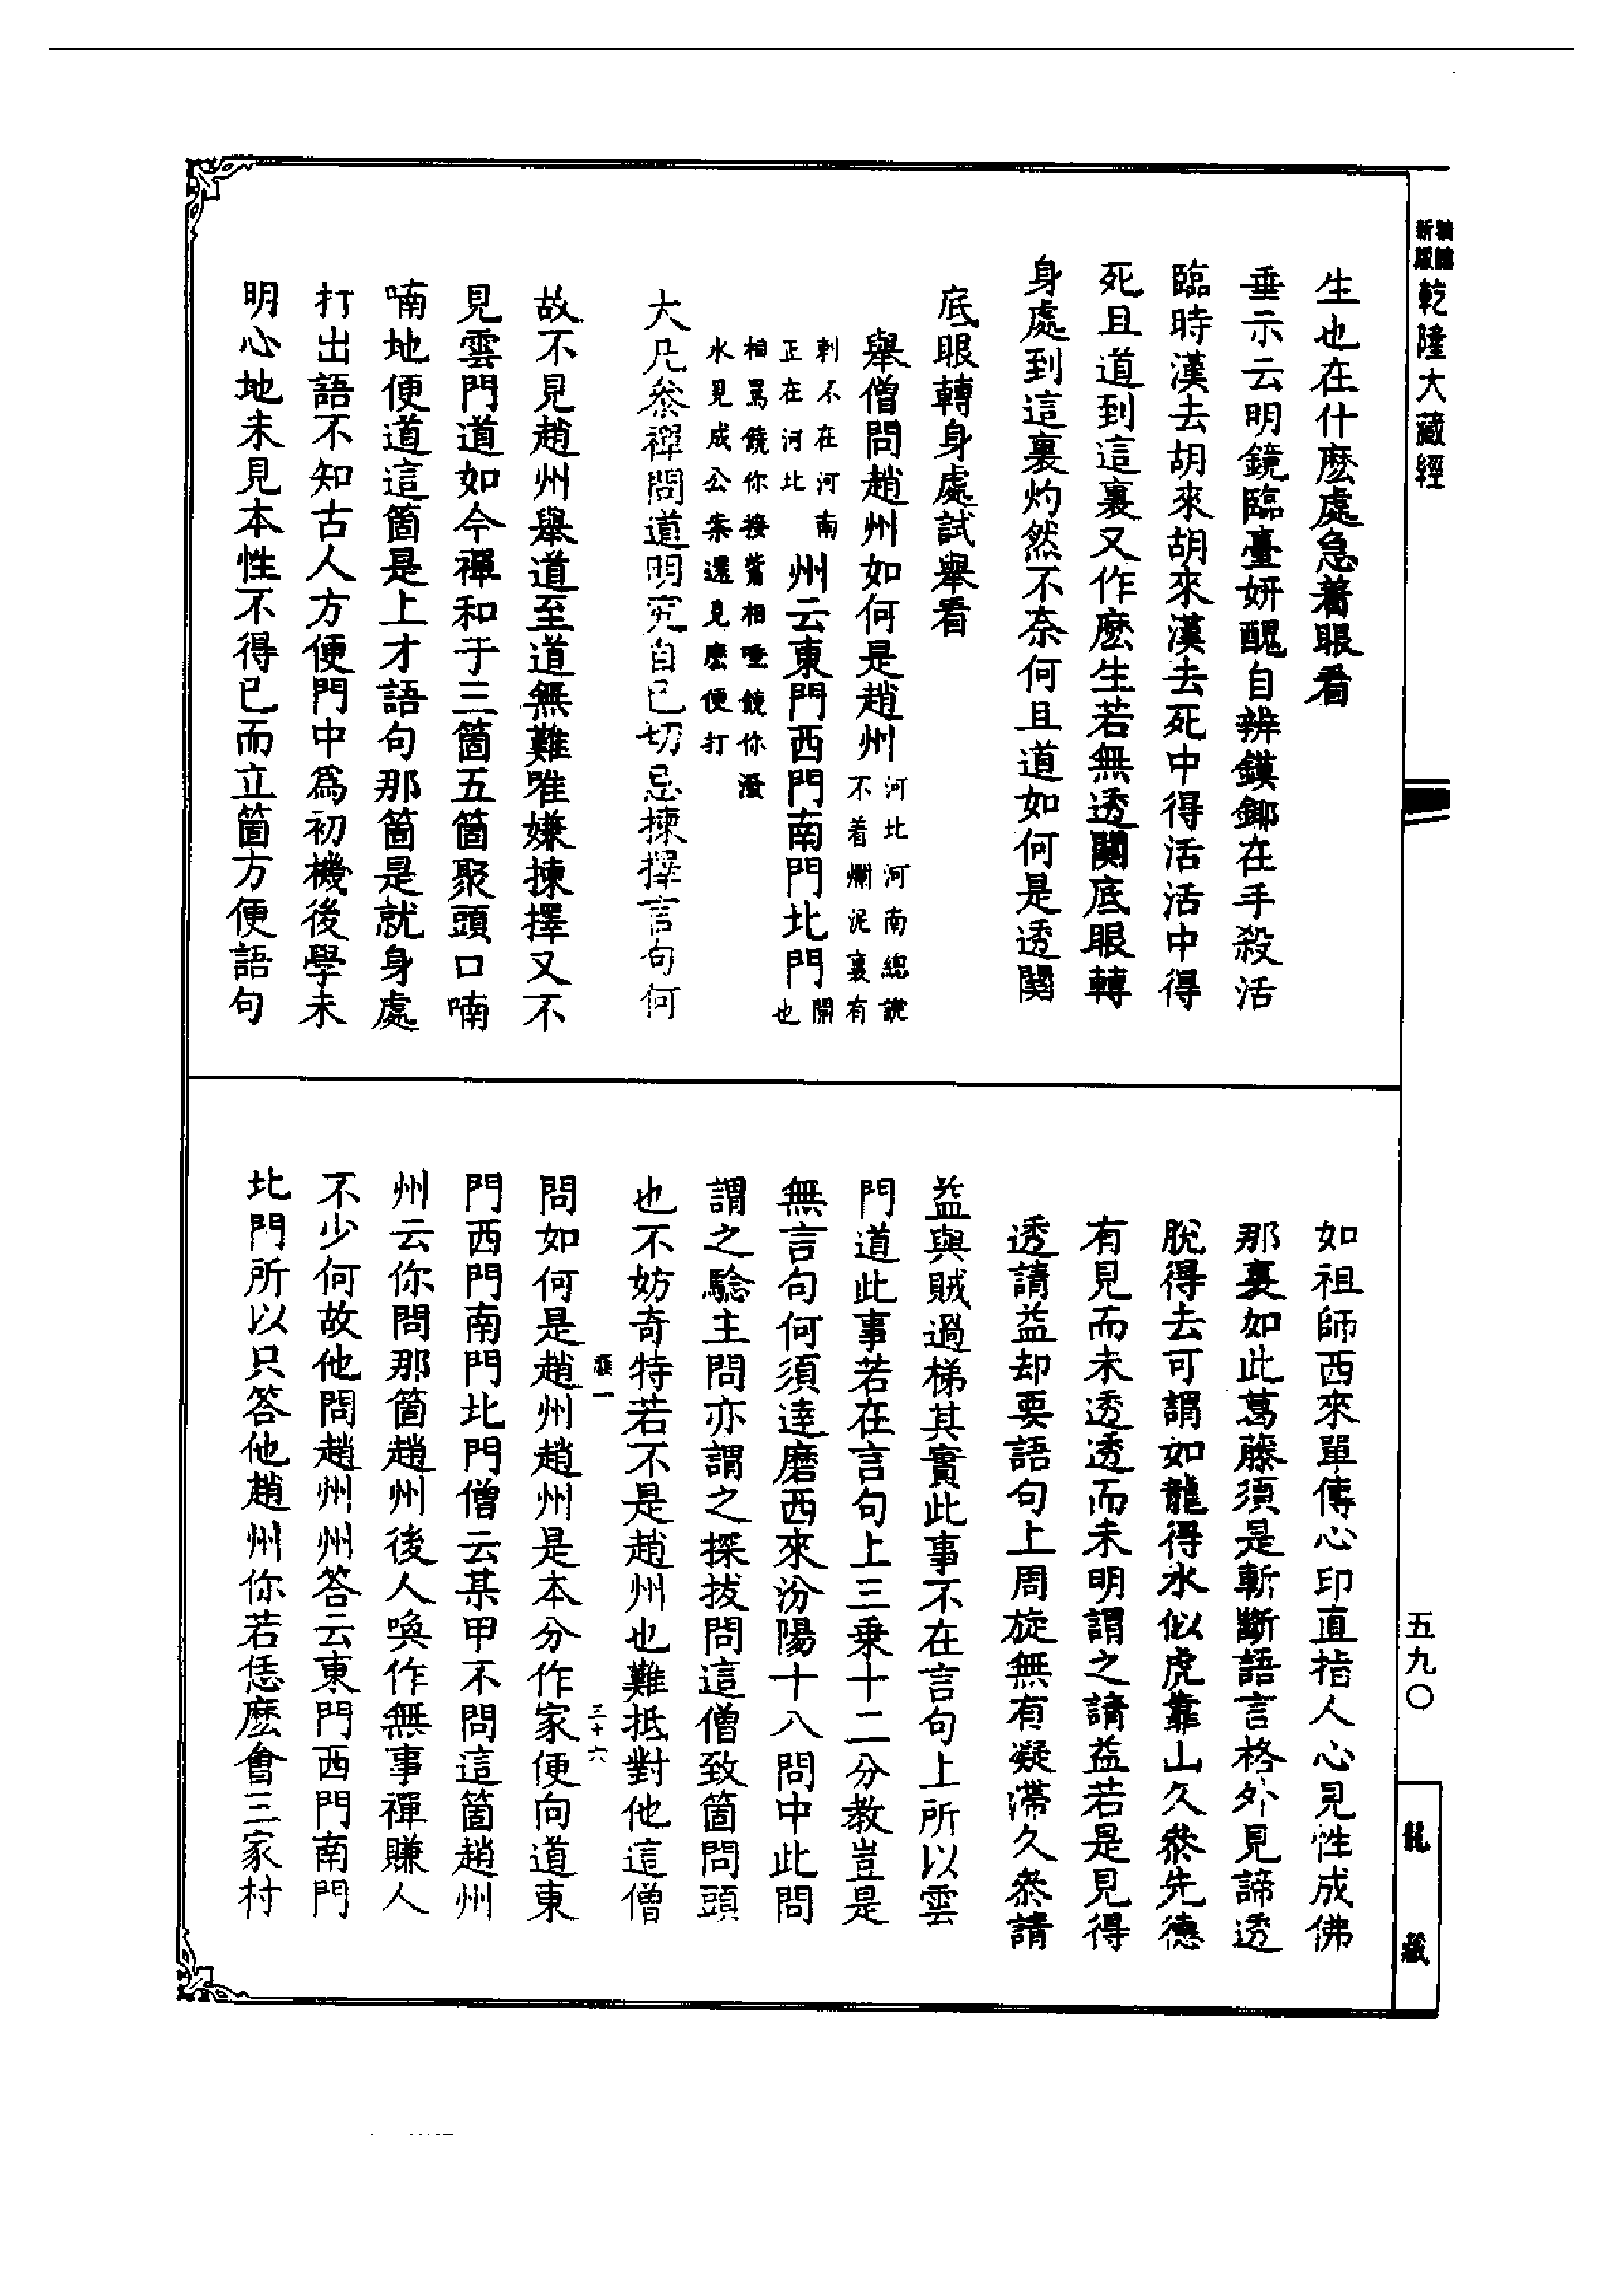 新版
乾隆大藏經
生也在什麽處急着眼看
垂示云明鏡臨臺妍醜自辨鏌鎁在手殺活
臨時漢去胡來胡來漢去死中得活活中得
死且道到這裏又作麽生若無透關底眼轉
身處到這裏灼然不奈何且道如何是透關
底眼轉身處試舉看
舉僧問趙州如何是趙州河北河南總說
不着爛泥裏有
刺不在河南
正在河北州云東門西門南門北門開
也
相罵饒你接觜相唾饒你潑
水見成公案還見麽便打
大凡叅禪問道明究自己切忌揀擇言句何
故不見趙州舉道至道無難唯嫌揀擇又不
見雲門道如今禪和子三箇五箇聚頭口喃
喃地便道這箇是上才語句那箇是就身處
打出語不知古人方便門中爲初機後學未
明心地未見本性不得已而立箇方便語句
如祖師西來單傳心印直指人心見性成佛
那裏如此葛藤須是斬斷語言格外見諦透
脫得去可謂如龍得水似虎靠山久叅先德
有見而未透透而未明謂之請益若是見得
透請益却要語句上周旋無有凝滯久叅請
益與賊過梯其實此事不在言句上所以雲
門道此事若在言句上三乗十二分教豈是
無言句何須達磨西來汾陽十八問中此問
謂之驗主問亦謂之探拔問這僧致箇問頭
也不妨奇特若不是趙州也難抵對他這僧
三十六
問如何是趙州趙州是本分作家便向道東
門西門南門北門僧云某甲不問這箇趙州
州云你問那箇趙州後人喚作無事禪賺人
不少何故他問趙州州答云東門西門南門
北門所以只答他趙州你若恁麽會三家村
五九〇
龍藏